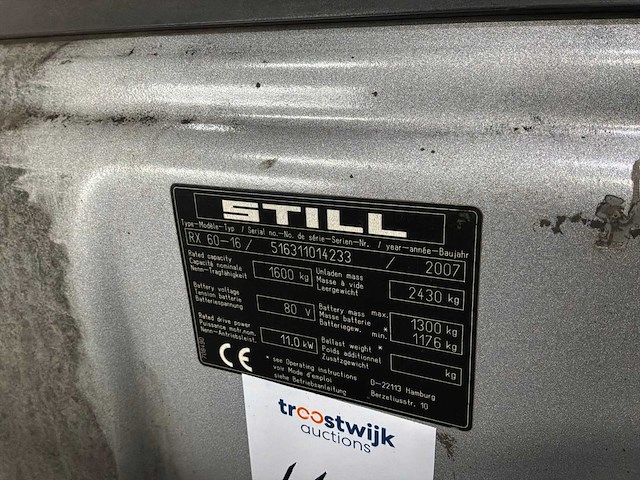 STILL
Type-Modèle-Typ / Serial no.-No. de série-Serien-Nr. / year-année-Baujahr
RX 60-16 / 516311014233 / 2007
Rated capacity
Capacité nominale
Nenn-Tragfähigkeit
1600 kg
Unladen mass
Masse à vide
Leergewicht
2430 kg
Battery voltage
Tension batterie
Batteriespannung
80 V
Battery mass max.
Masse batterie
Batteriegew. min.
*
*
1300 kg
1176 kg
Rated drive power
Puissance motr.nom.
Nenn-Antriebsleist.
11.0 kW
Ballast weight *
Poids additionnel
Zusatzgewicht
kg
CE
* see Operating instructions
voir Mode d'emploi
siehe Betriebsanleitung
D-22113 Hamburg
Berzeliusstr. 10
troostwijk
auctions